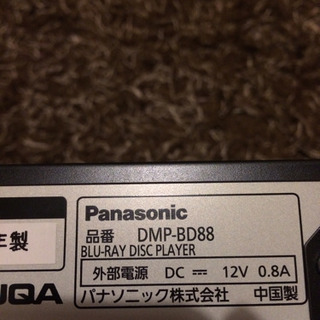 Panasonic
年製
品番 DMP-BD88
BLU-RAY DISC PLAYER
外部電源 DC ⎓ 12V 0.8A
UQA
パナソニック株式会社 中国製